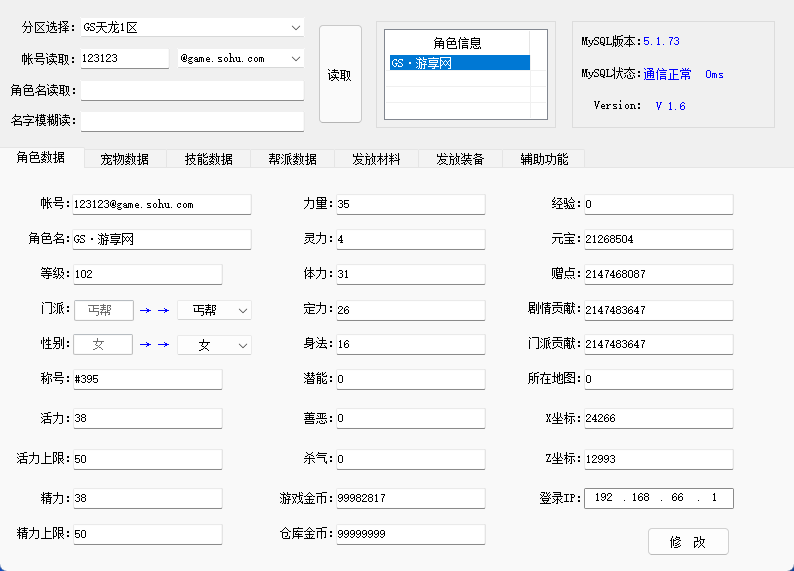 分区选择: GS天龙1区
帐号读取: 123123 @game.sohu.com
角色名读取:
名字模糊读:
读取
角色信息
GS·游享网
MySQL版本: 5.1.73
MySQL状态: 通信正常 0ms
Version: V 1.6
角色数据 宠物数据 技能数据 帮派数据 发放材料 发放装备 辅助功能
帐号: 123123@game.sohu.com 力量: 35 经验: 0
角色名: GS·游享网 灵力: 4 元宝: 21268504
等级: 102 体力: 31 赠点: 2147468087
门派: 丐帮 →→ 丐帮 定力: 26 剧情贡献: 2147483647
性别: 女 →→ 女 身法: 16 门派贡献: 2147483647
称号: #395 潜能: 0 所在地图: 0
活力: 38 善恶: 0 X坐标: 24266
活力上限: 50 杀气: 0 Z坐标: 12993
精力: 38 游戏金币: 99982817 登录IP: 192 . 168 . 66 . 1
精力上限: 50 仓库金币: 99999999
修 改